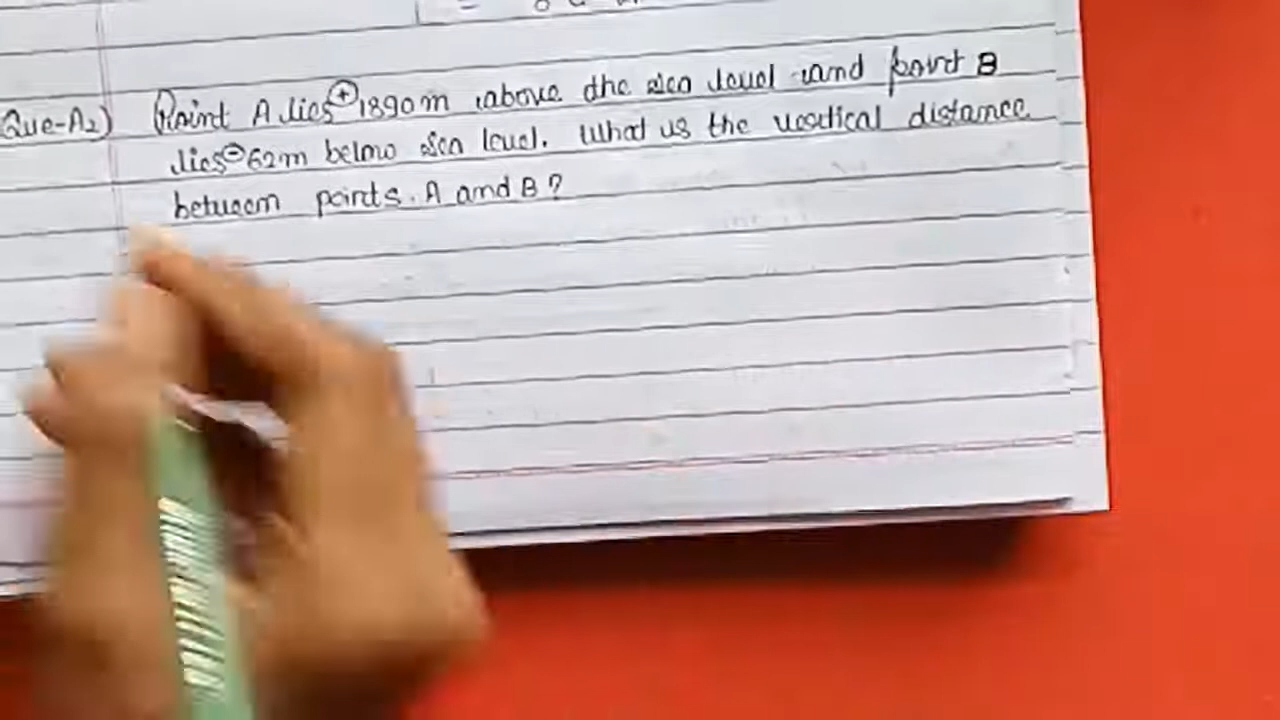 Que-A2) Point A lies ⊕1890m above the sea level and point B
lies ⊖62m below sea level. What is the vertical distance
between points. A and B?